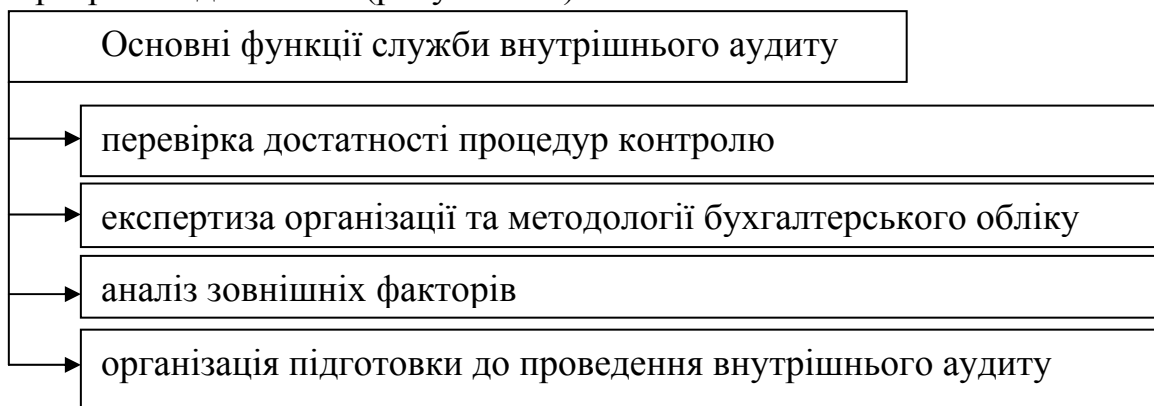 Основні функції служби внутрішнього аудиту
перевірка достатності процедур контролю
експертиза організації та методології бухгалтерського обліку
аналіз зовнішніх факторів
організація підготовки до проведення внутрішнього аудиту